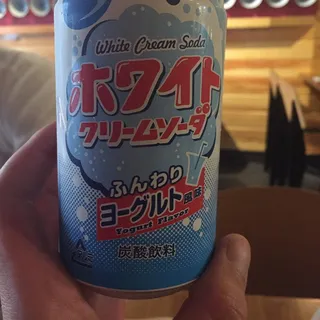 White Cream Soda
ホワイト
クリームソーダ
ふんわり
ヨーグルト風味
Yogurt Flavor
炭酸飲料